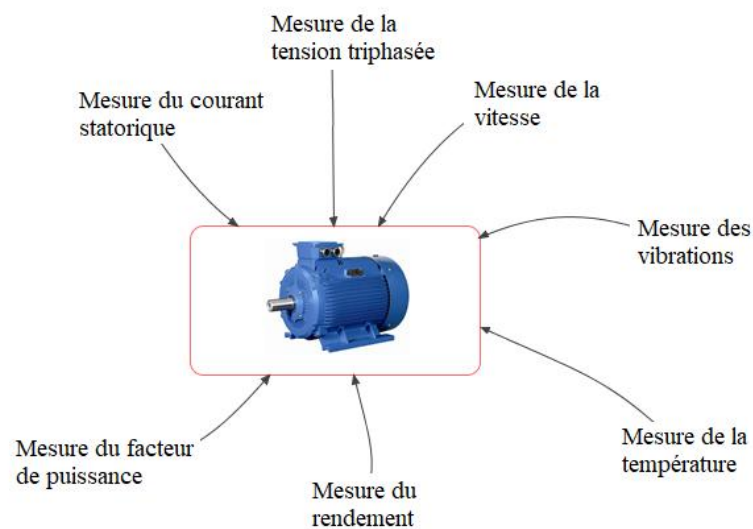 Mesure de la
tension triphasée
Mesure du courant
statorique
Mesure de la
vitesse
Mesure des
vibrations
Mesure de la
température
Mesure du facteur
de puissance
Mesure du
rendement